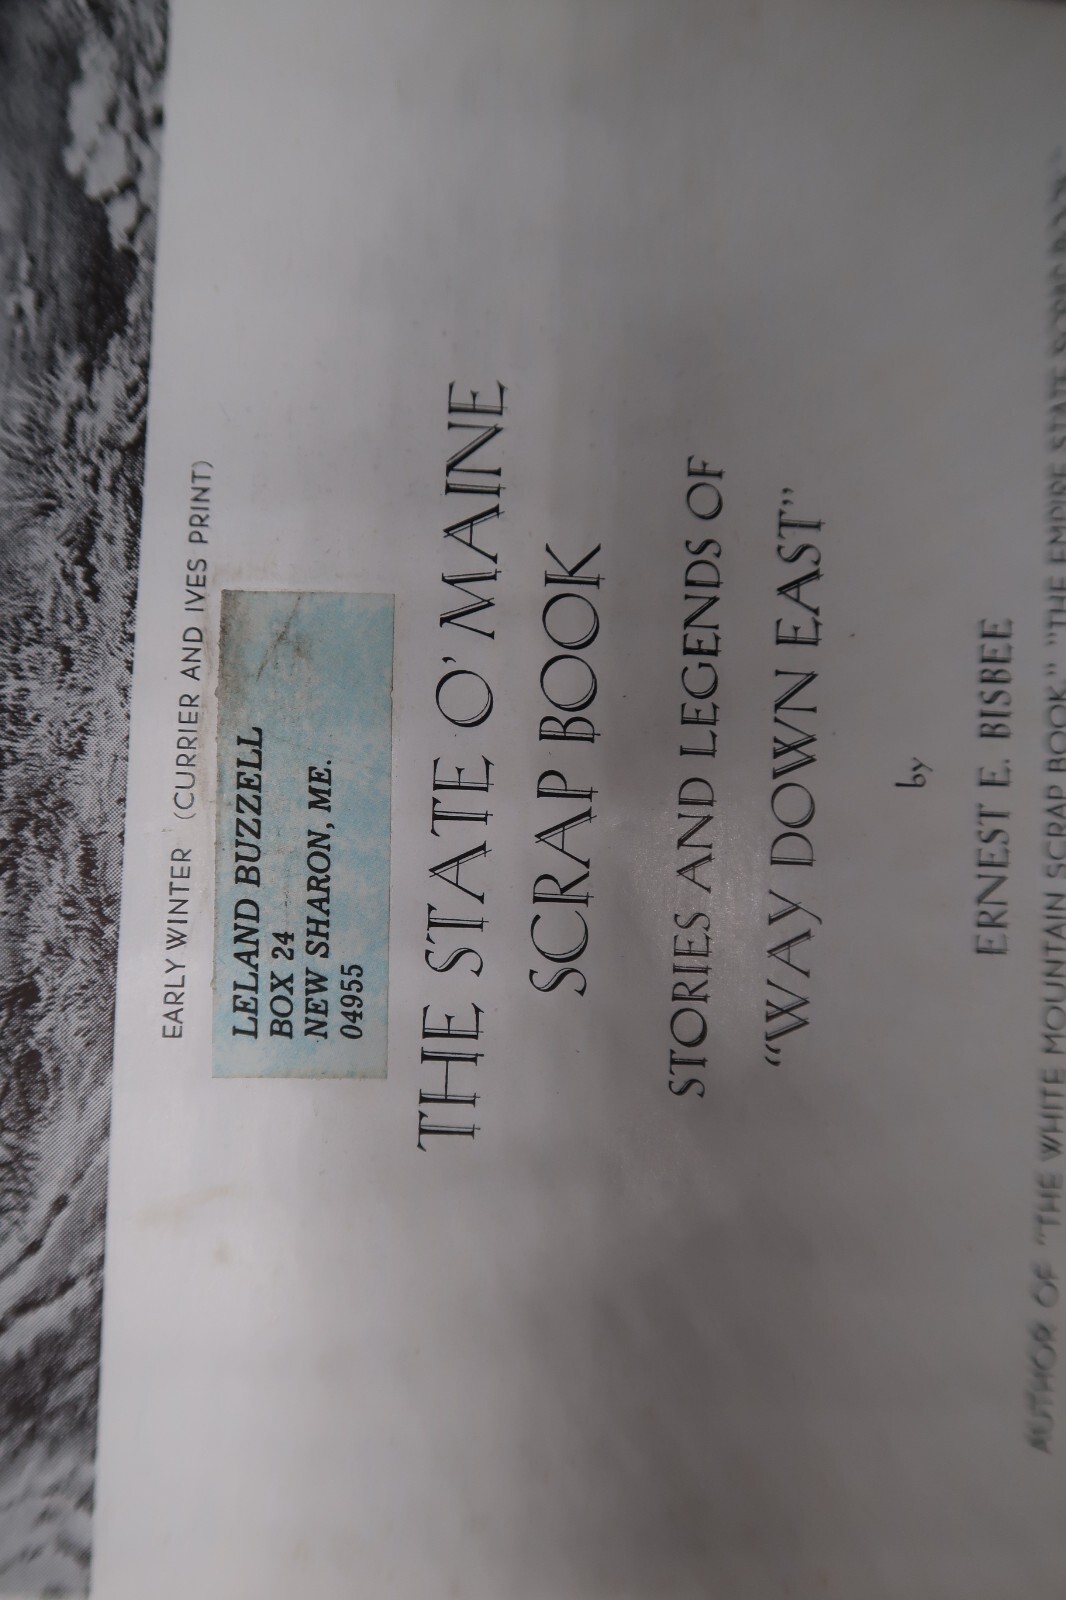 EARLY WINTER (CURRIER AND IVES PRINT)
LELAND BUZZELL
BOX 24
NEW SHARON, ME.
04955
THE STATE O' MAINE
SCRAP BOOK
STORIES AND LEGENDS OF
"WAY DOWN EAST"
by
ERNEST E. BISBEE
AUTHOR OF "THE WHITE MOUNTAIN SCRAP BOOK" "THE EMPIRE STATE SCRAP BOOK"